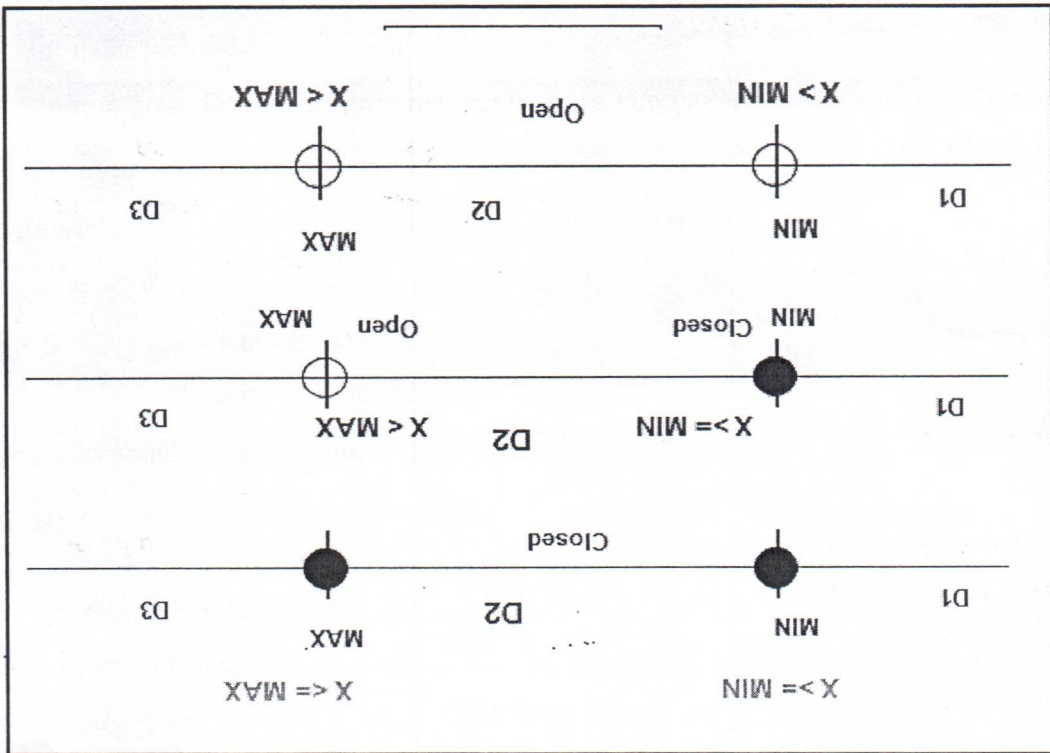 X >= MIN X <= MAX
MIN MAX
D1 D2 D3
Closed
X >= MIN D2 X < MAX
D1 D3
Closed Open
MIN MAX
MIN MAX
D1 D2 D3
Open
X > MIN X < MAX